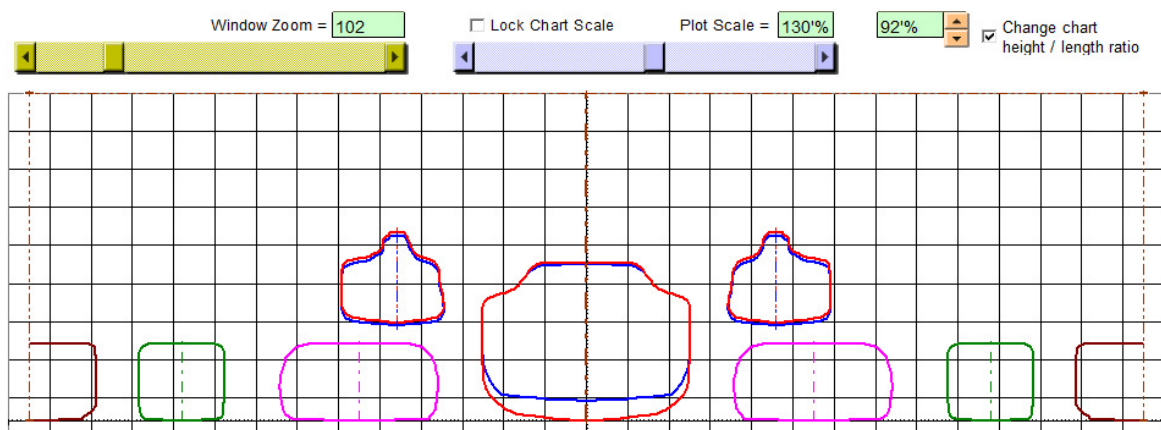 Window Zoom = 102
Lock Chart Scale
Plot Scale = 130'%
92'%
Change chart
height / length ratio